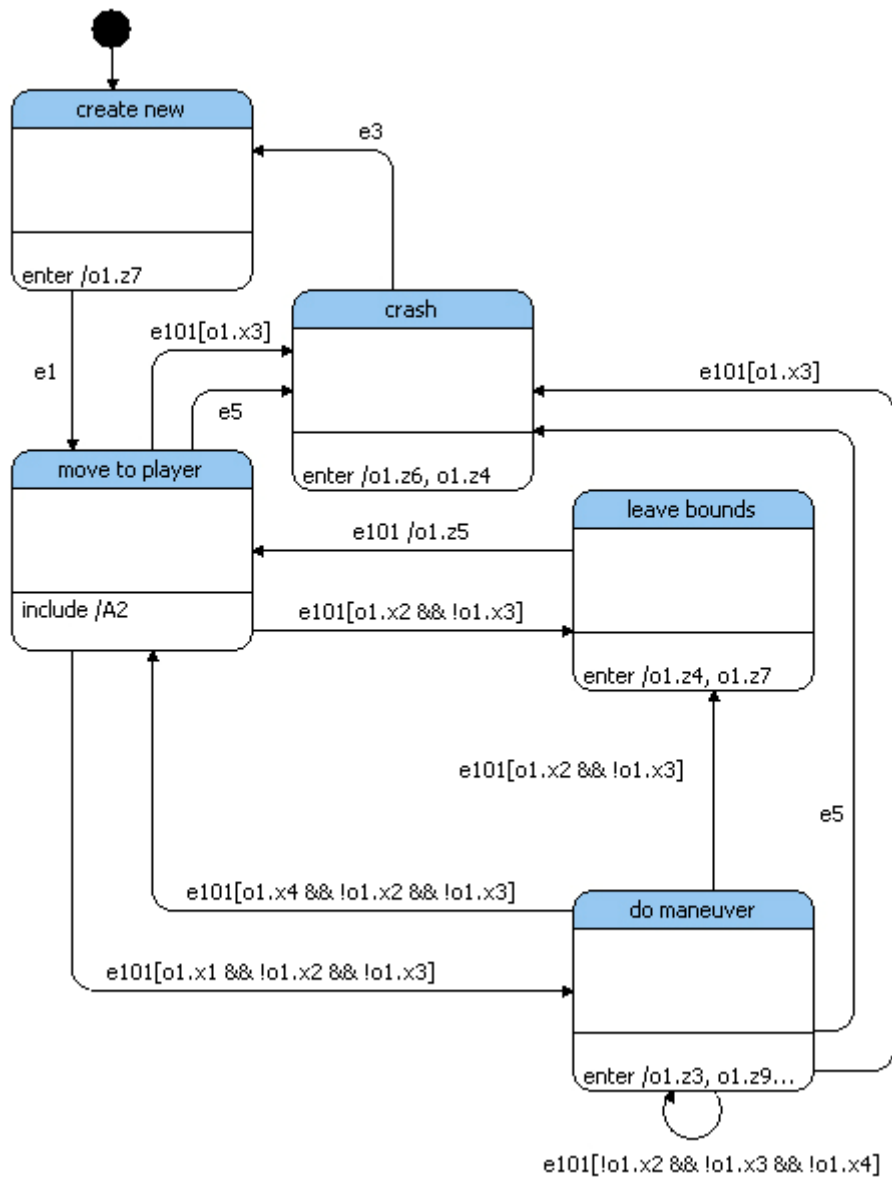 create new
e3
enter /o1.z7
crash
e101[o1.x3]
e101[o1.x3]
e1
e5
move to player
enter /o1.z6, o1.z4
leave bounds
e101 /o1.z5
include /A2
e101[o1.x2 && !o1.x3]
enter /o1.z4, o1.z7
e101[o1.x2 && !o1.x3]
e5
e101[o1.x4 && !o1.x2 && !o1.x3]
do maneuver
e101[o1.x1 && !o1.x2 && !o1.x3]
enter /o1.z3, o1.z9...
e101[!o1.x2 && !o1.x3 && !o1.x4]